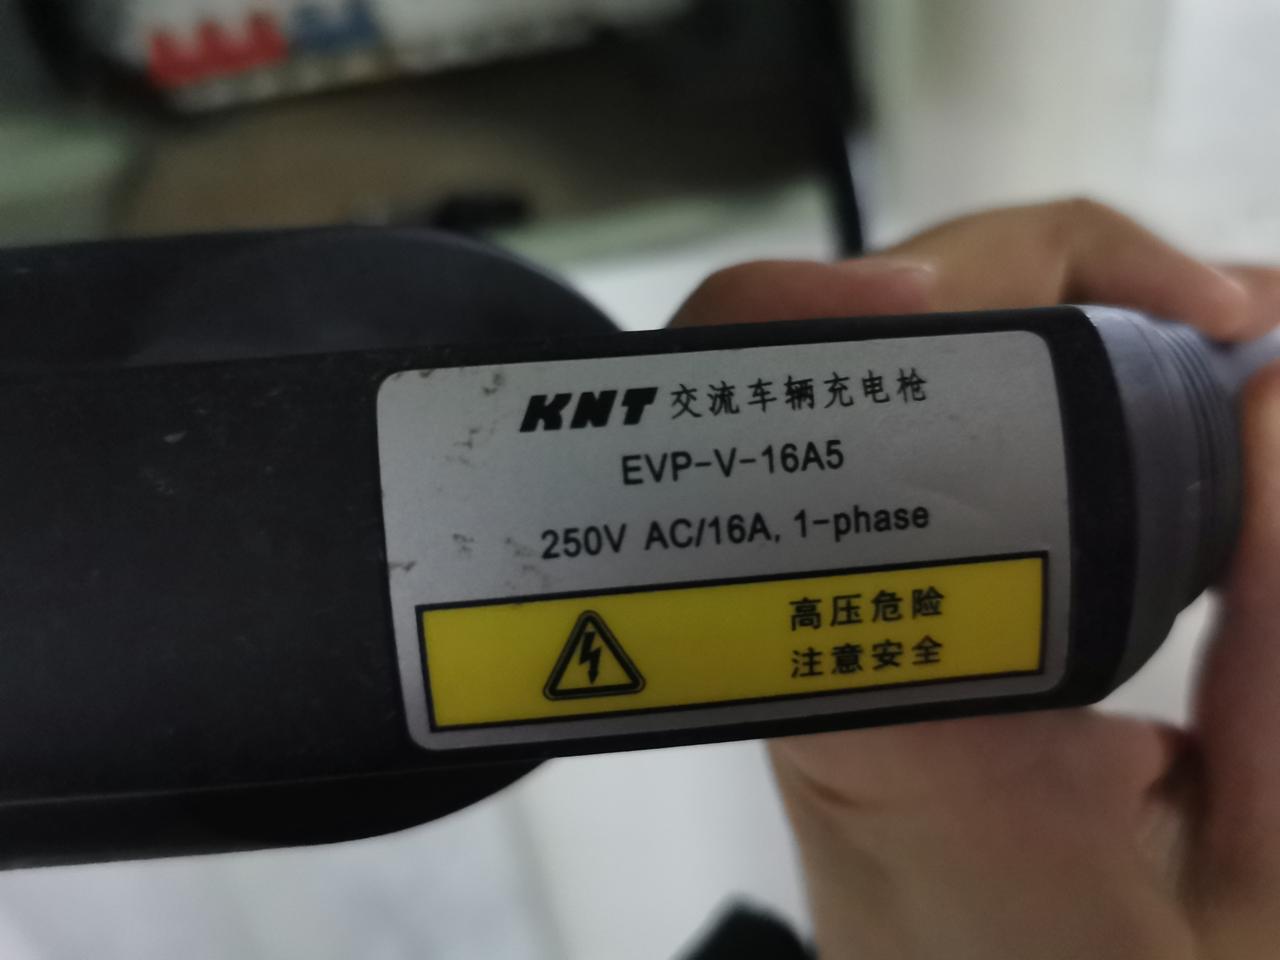 KNT 交流车辆充电枪
EVP-V-16A5
250V AC/16A, 1-phase
高压危险
注意安全